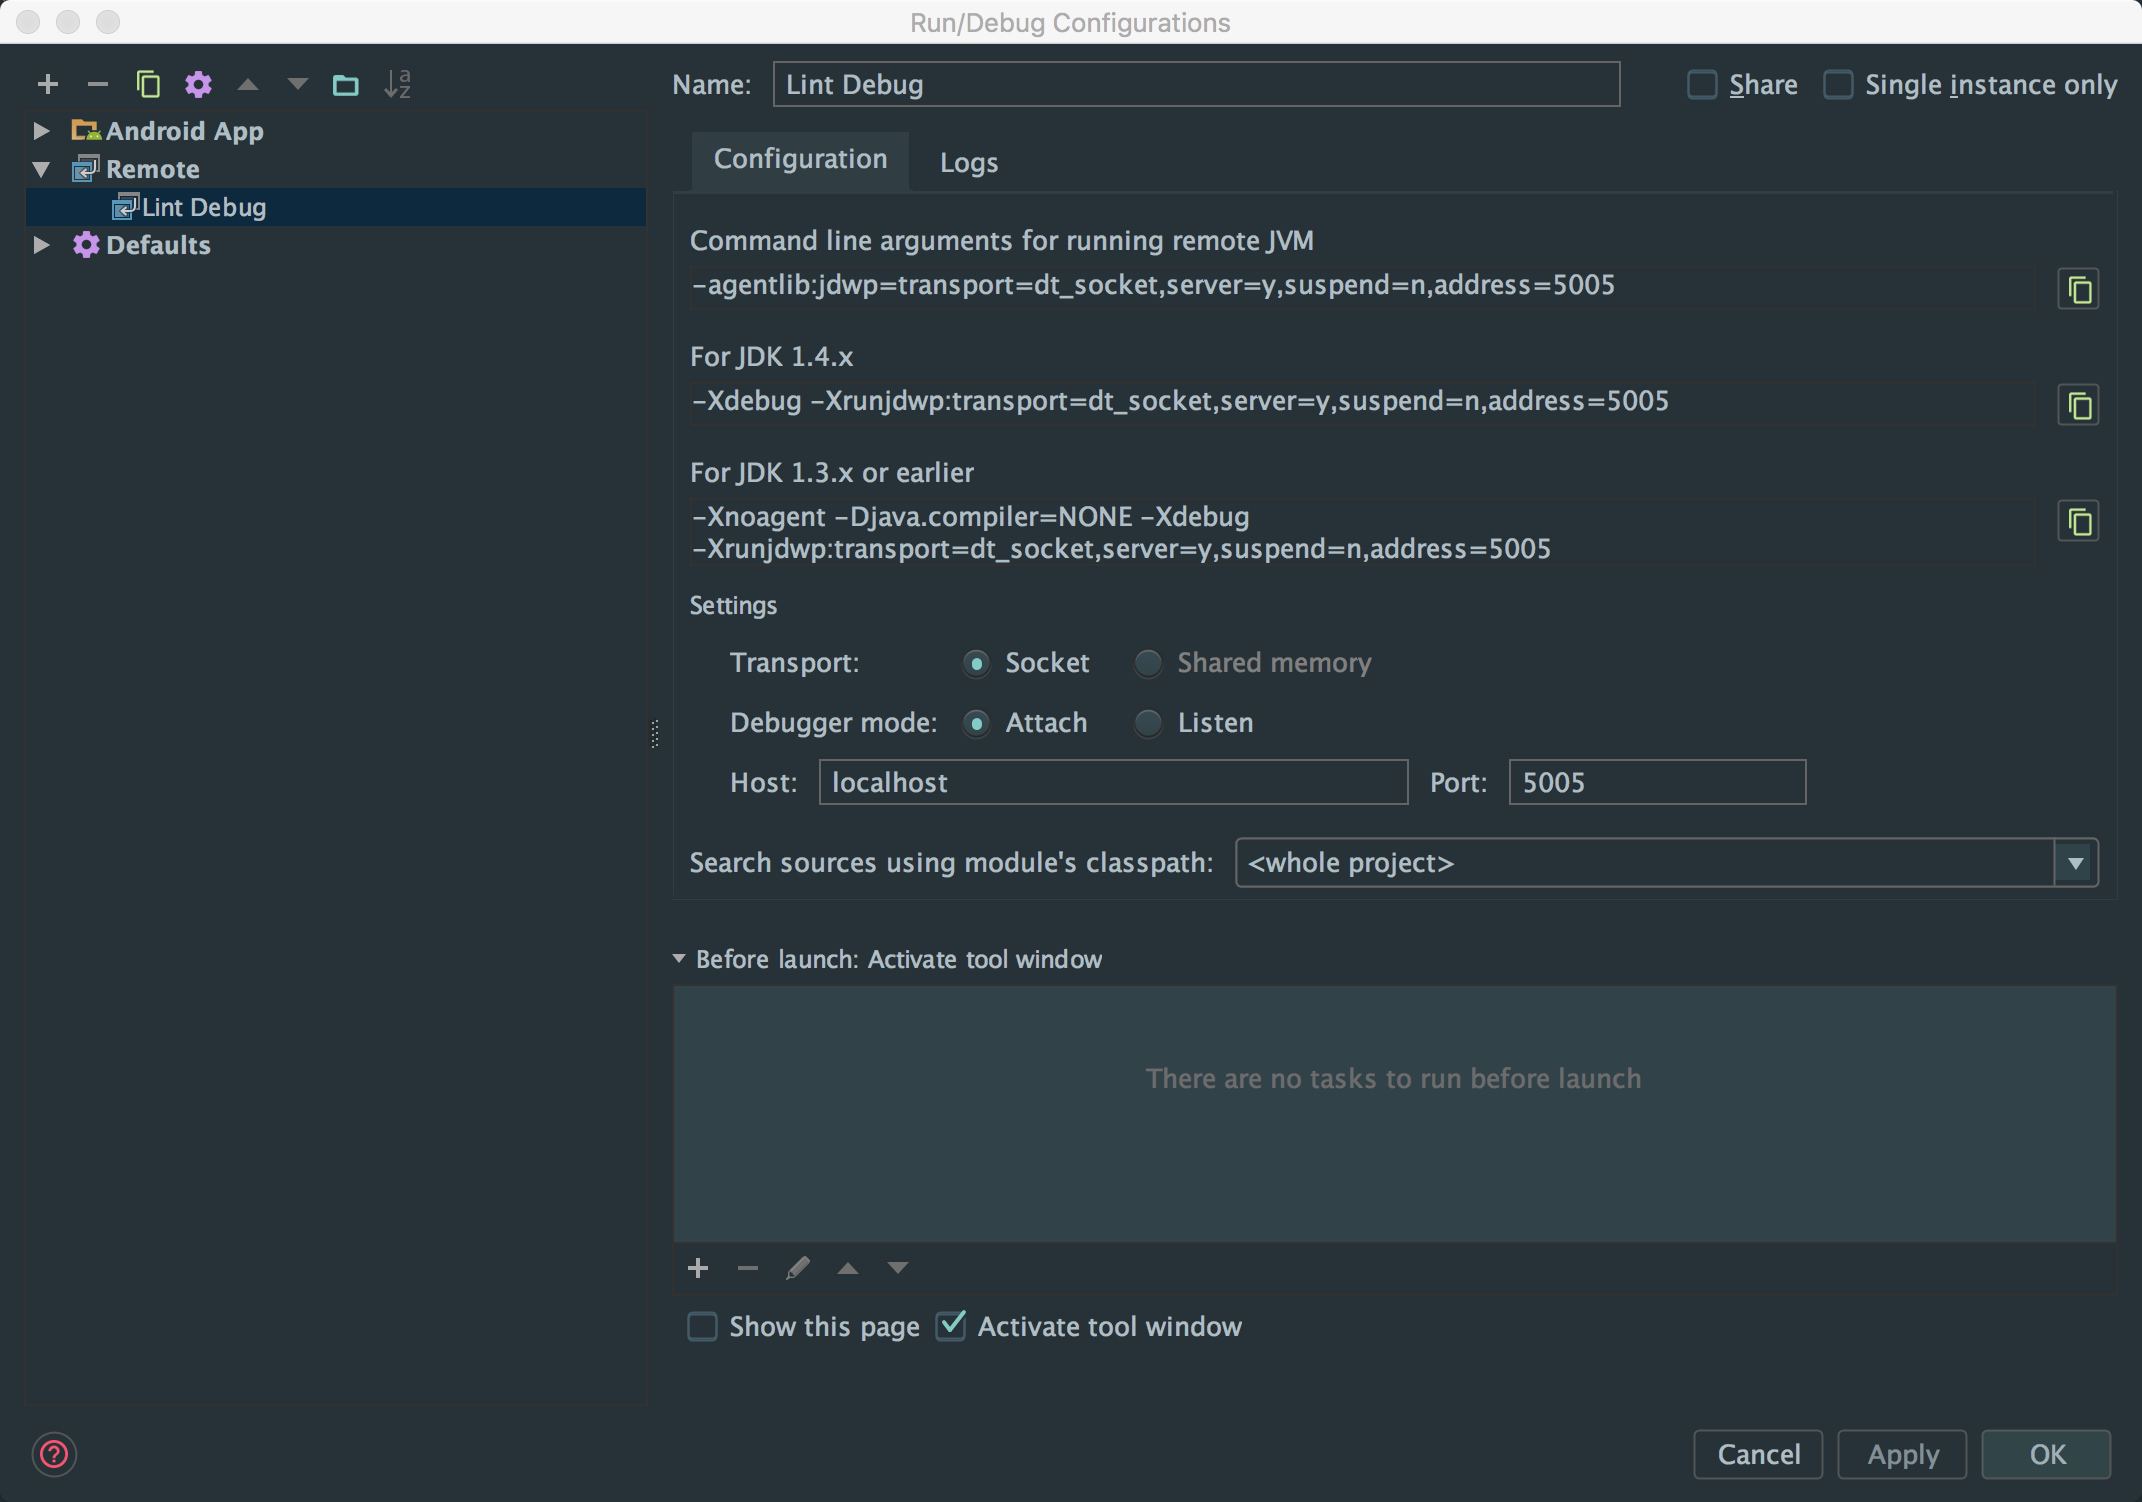 Run/Debug Configurations
Name: Lint Debug Share Single instance only
Android App
Remote
Lint Debug
Defaults
Configuration Logs
Command line arguments for running remote JVM
-agentlib:jdwp=transport=dt_socket,server=y,suspend=n,address=5005
For JDK 1.4.x
-Xdebug -Xrunjdwp:transport=dt_socket,server=y,suspend=n,address=5005
For JDK 1.3.x or earlier
-Xnoagent -Djava.compiler=NONE -Xdebug
-Xrunjdwp:transport=dt_socket,server=y,suspend=n,address=5005
Settings
Transport: Socket Shared memory
Debugger mode: Attach Listen
Host: localhost Port: 5005
Search sources using module's classpath: <whole project>
Before launch: Activate tool window
There are no tasks to run before launch
Show this page Activate tool window
? Cancel Apply OK